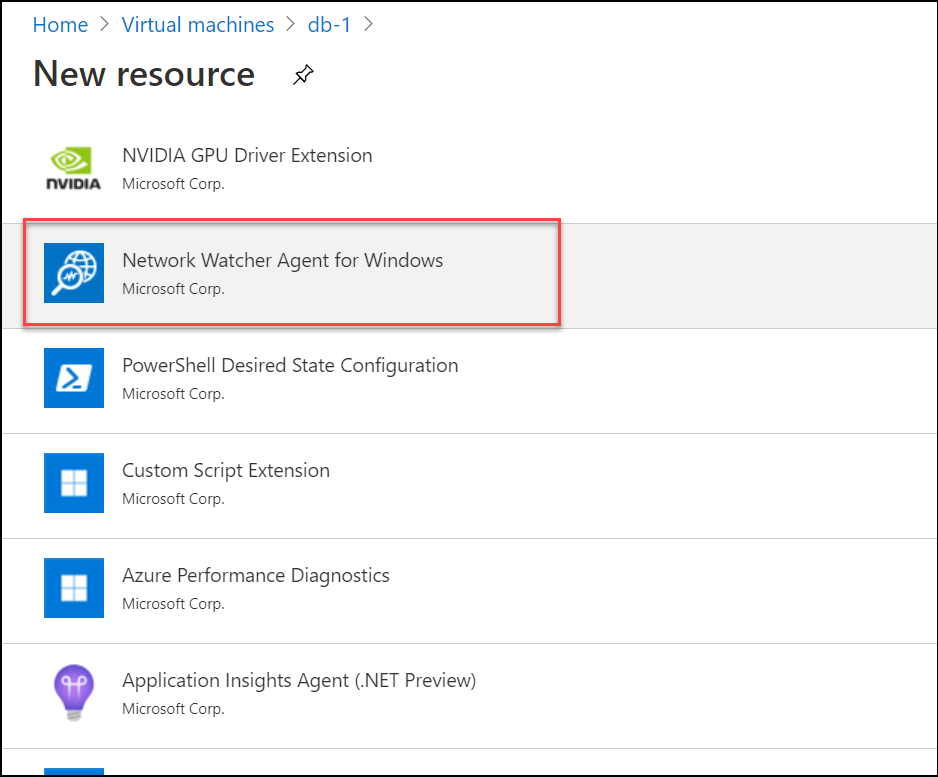 Home > Virtual machines > db-1 >
New resource
NVIDIA GPU Driver Extension
NVIDIA
Microsoft Corp.
Network Watcher Agent for Windows
Microsoft Corp.
PowerShell Desired State Configuration
Microsoft Corp.
Custom Script Extension
Microsoft Corp.
Azure Performance Diagnostics
Microsoft Corp.
Application Insights Agent (.NET Preview)
Microsoft Corp.